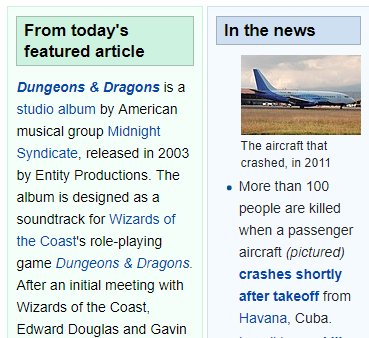 From today's
featured article
Dungeons & Dragons is a
studio album by American
musical group Midnight
Syndicate, released in 2003
by Entity Productions. The
album is designed as a
soundtrack for Wizards of
the Coast's role-playing
game Dungeons & Dragons.
After an initial meeting with
Wizards of the Coast,
Edward Douglas and Gavin
In the news
The aircraft that
crashed, in 2011
More than 100
people are killed
when a passenger
aircraft (pictured)
crashes shortly
after takeoff from
Havana, Cuba.